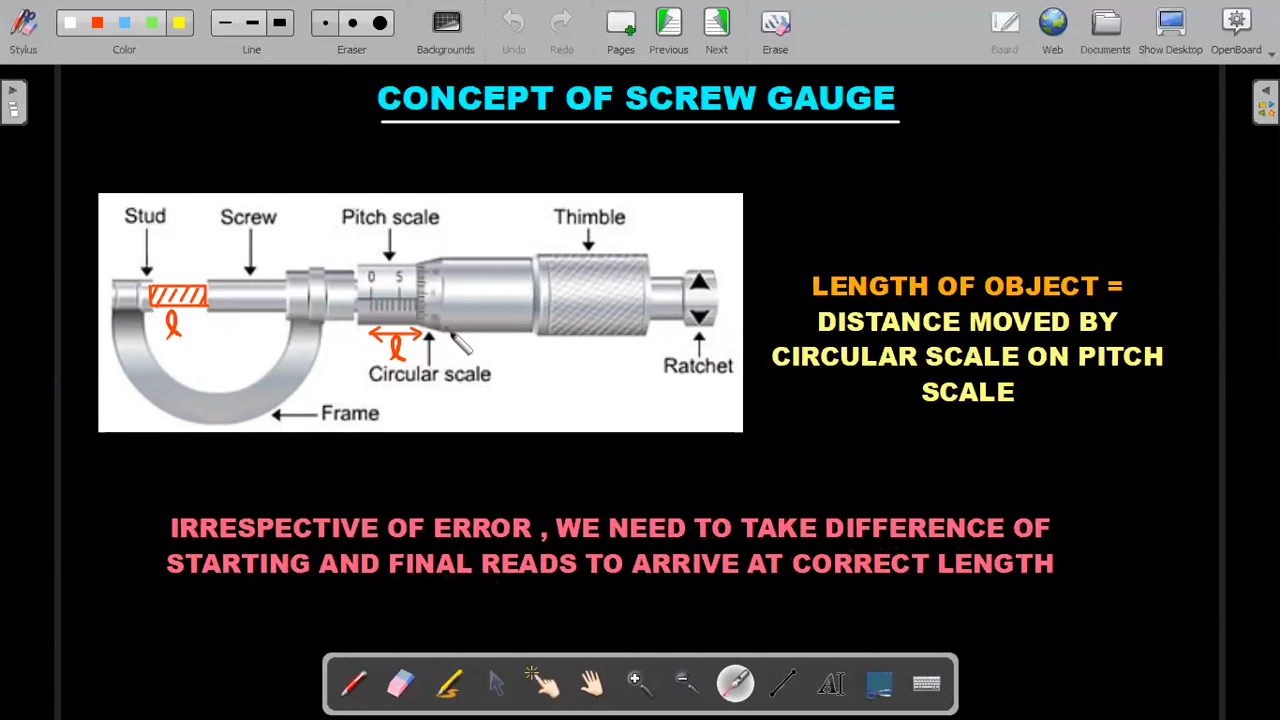 Stylus
Color
Line
Eraser
Backgrounds
Undo
Redo
Pages
Previous
Next
Erase
Board
Web
Documents
Show Desktop
OpenBoard
CONCEPT OF SCREW GAUGE
Stud
Screw
Pitch scale
Thimble
0 5
l
l
Circular scale
Ratchet
Frame
LENGTH OF OBJECT =
DISTANCE MOVED BY
CIRCULAR SCALE ON PITCH
SCALE
IRRESPECTIVE OF ERROR , WE NEED TO TAKE DIFFERENCE OF
STARTING AND FINAL READS TO ARRIVE AT CORRECT LENGTH
AI